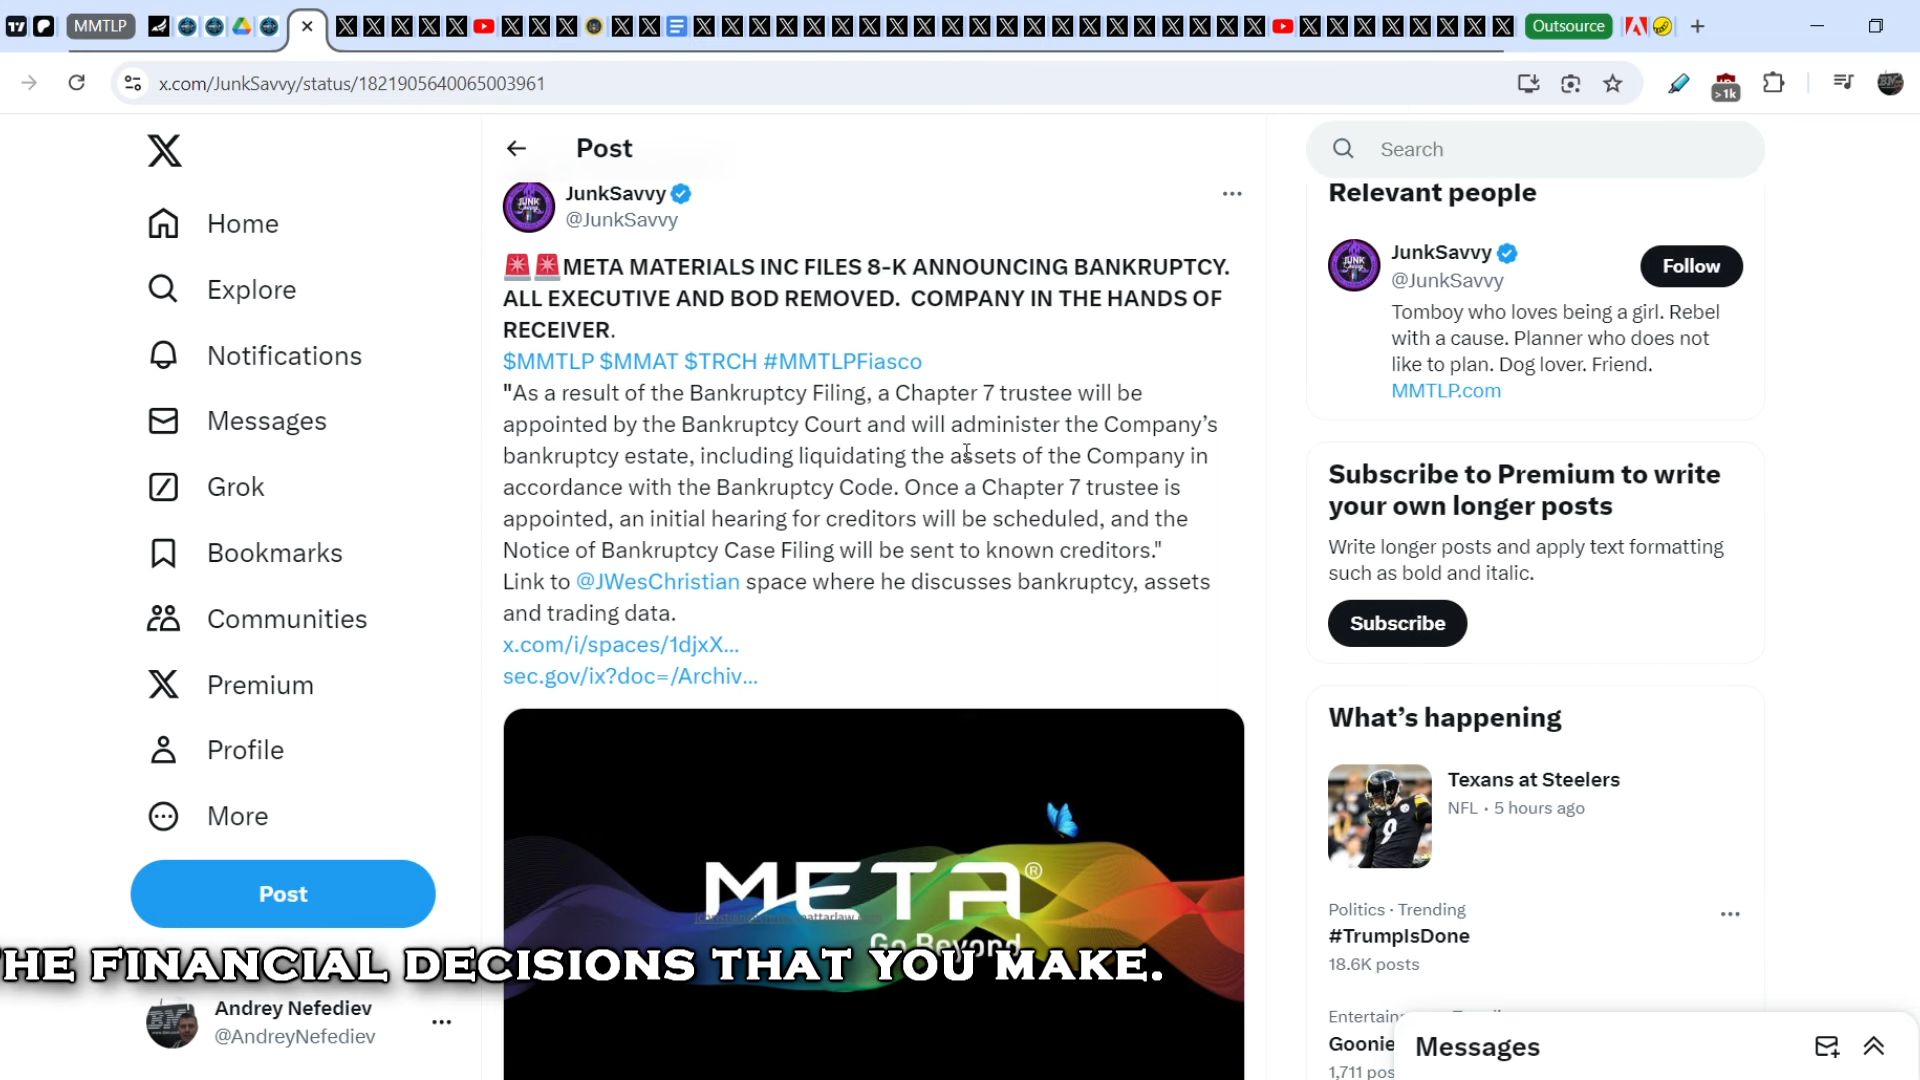 MMTLP
Outsource
x.com/JunkSavvy/status/1821905640065003961
>1k
Home
Explore
Notifications
Messages
Grok
Bookmarks
Communities
Premium
Profile
More
Post
Andrey Nefediev
@AndreyNefediev
Post
JunkSavvy
@JunkSavvy
META MATERIALS INC FILES 8-K ANNOUNCING BANKRUPTCY.
ALL EXECUTIVE AND BOD REMOVED. COMPANY IN THE HANDS OF
RECEIVER.
$MMTLP $MMAT $TRCH #MMTLPFiasco
"As a result of the Bankruptcy Filing, a Chapter 7 trustee will be
appointed by the Bankruptcy Court and will administer the Company’s
bankruptcy estate, including liquidating the assets of the Company in
accordance with the Bankruptcy Code. Once a Chapter 7 trustee is
appointed, an initial hearing for creditors will be scheduled, and the
Notice of Bankruptcy Case Filing will be sent to known creditors."
Link to @JWesChristian space where he discusses bankruptcy, assets
and trading data.
x.com/i/spaces/1djxX...
sec.gov/ix?doc=/Archiv...
META®
Go Beyond
HE FINANCIAL DECISIONS THAT YOU MAKE.
Search
Relevant people
JunkSavvy
@JunkSavvy
Follow
Tomboy who loves being a girl. Rebel
with a cause. Planner who does not
like to plan. Dog lover. Friend.
MMTLP.com
Subscribe to Premium to write
your own longer posts
Write longer posts and apply text formatting
such as bold and italic.
Subscribe
What’s happening
Texans at Steelers
NFL · 5 hours ago
Politics · Trending
#TrumpIsDone
18.6K posts
Entertain
Goonie
1,711 pos
Messages